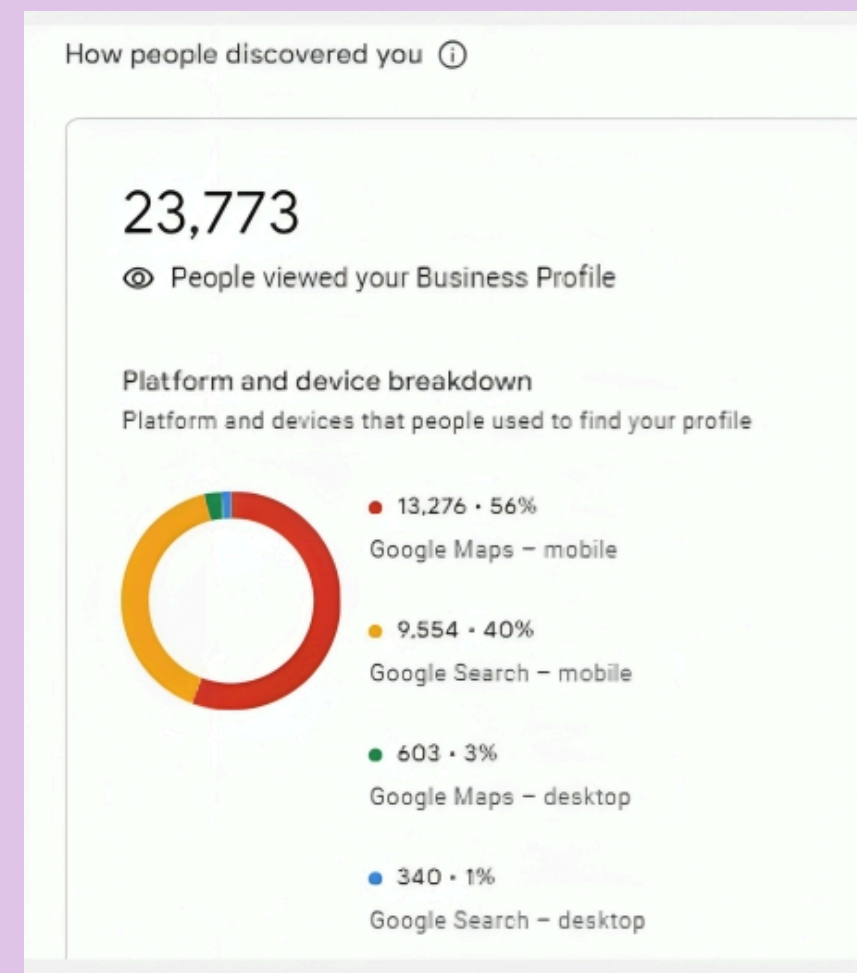 How people discovered you
23,773
People viewed your Business Profile
Platform and device breakdown
Platform and devices that people used to find your profile
13,276 • 56%
Google Maps – mobile
9,554 • 40%
Google Search – mobile
603 • 3%
Google Maps – desktop
340 • 1%
Google Search – desktop